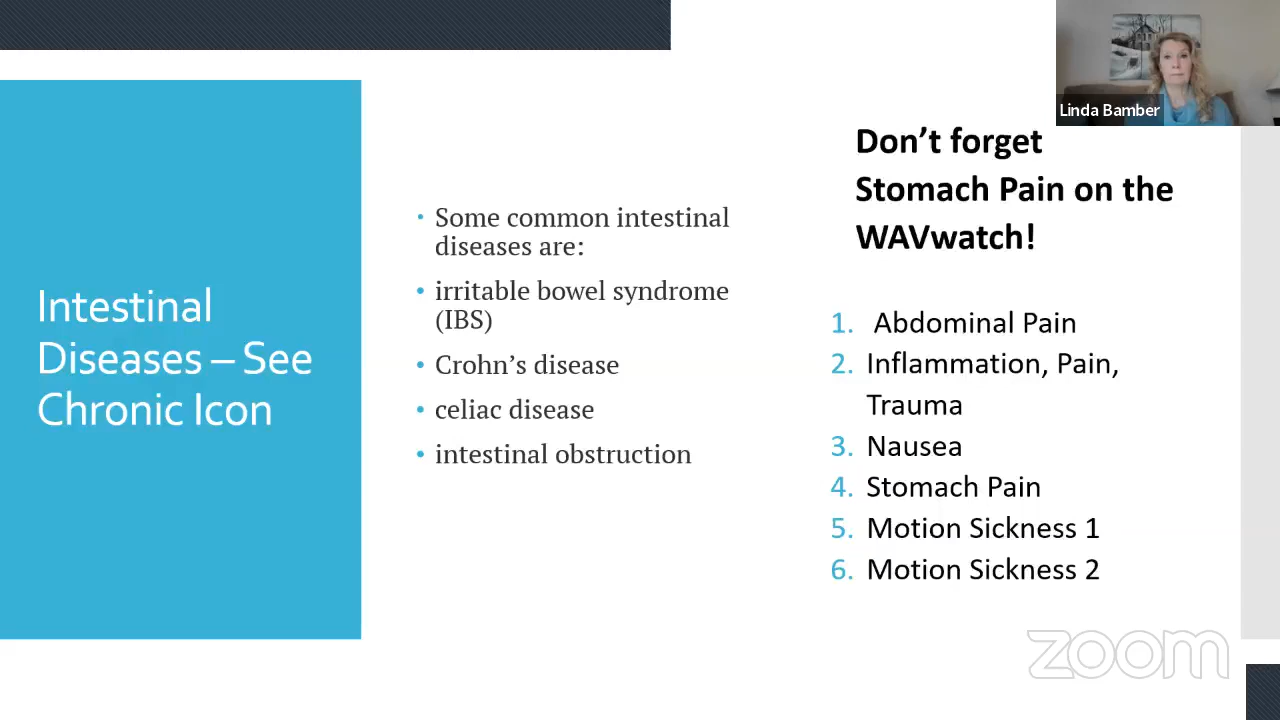 Linda Bamber
Intestinal
Diseases – See
Chronic Icon
• Some common intestinal
diseases are:
• irritable bowel syndrome
(IBS)
• Crohn’s disease
• celiac disease
• intestinal obstruction
Don’t forget
Stomach Pain on the
WAVwatch!
1. Abdominal Pain
2. Inflammation, Pain,
Trauma
3. Nausea
4. Stomach Pain
5. Motion Sickness 1
6. Motion Sickness 2
zoom